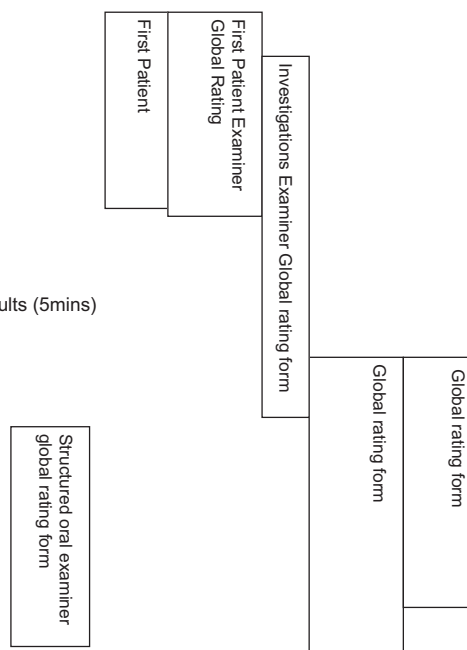 First Patient
First Patient Examiner
Global Rating
Investigations Examiner Global rating form
Global rating form
Global rating form
ults (5mins)
Structured oral examiner
global rating form